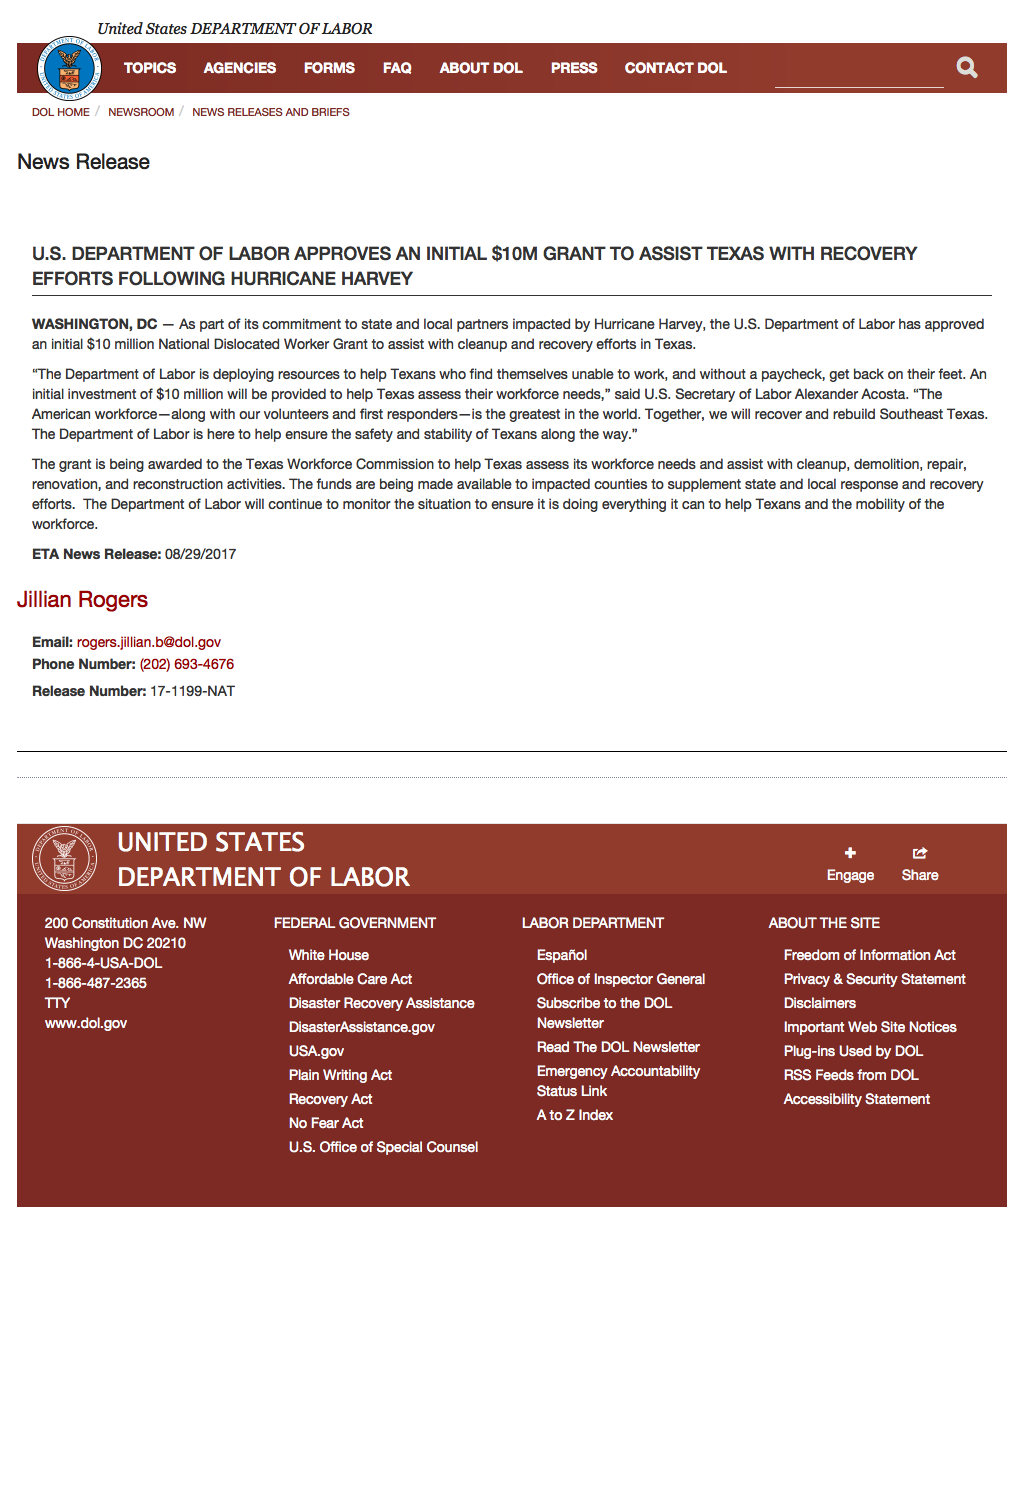 United States DEPARTMENT OF LABOR
TOPICS AGENCIES FORMS FAQ ABOUT DOL PRESS CONTACT DOL
DOL HOME / NEWSROOM / NEWS RELEASES AND BRIEFS
News Release
U.S. DEPARTMENT OF LABOR APPROVES AN INITIAL $10M GRANT TO ASSIST TEXAS WITH RECOVERY
EFFORTS FOLLOWING HURRICANE HARVEY
WASHINGTON, DC — As part of its commitment to state and local partners impacted by Hurricane Harvey, the U.S. Department of Labor has approved
an initial $10 million National Dislocated Worker Grant to assist with cleanup and recovery efforts in Texas.
“The Department of Labor is deploying resources to help Texans who find themselves unable to work, and without a paycheck, get back on their feet. An
initial investment of $10 million will be provided to help Texas assess their workforce needs,” said U.S. Secretary of Labor Alexander Acosta. “The
American workforce—along with our volunteers and first responders—is the greatest in the world. Together, we will recover and rebuild Southeast Texas.
The Department of Labor is here to help ensure the safety and stability of Texans along the way.”
The grant is being awarded to the Texas Workforce Commission to help Texas assess its workforce needs and assist with cleanup, demolition, repair,
renovation, and reconstruction activities. The funds are being made available to impacted counties to supplement state and local response and recovery
efforts. The Department of Labor will continue to monitor the situation to ensure it is doing everything it can to help Texans and the mobility of the
workforce.
ETA News Release: 08/29/2017
Jillian Rogers
Email: rogers.jillian.b@dol.gov
Phone Number: (202) 693-4676
Release Number: 17-1199-NAT
UNITED STATES
DEPARTMENT OF LABOR
Engage Share
200 Constitution Ave. NW
Washington DC 20210
1-866-4-USA-DOL
1-866-487-2365
TTY
www.dol.gov
FEDERAL GOVERNMENT
White House
Affordable Care Act
Disaster Recovery Assistance
DisasterAssistance.gov
USA.gov
Plain Writing Act
Recovery Act
No Fear Act
U.S. Office of Special Counsel
LABOR DEPARTMENT
Español
Office of Inspector General
Subscribe to the DOL
Newsletter
Read The DOL Newsletter
Emergency Accountability
Status Link
A to Z Index
ABOUT THE SITE
Freedom of Information Act
Privacy & Security Statement
Disclaimers
Important Web Site Notices
Plug-ins Used by DOL
RSS Feeds from DOL
Accessibility Statement